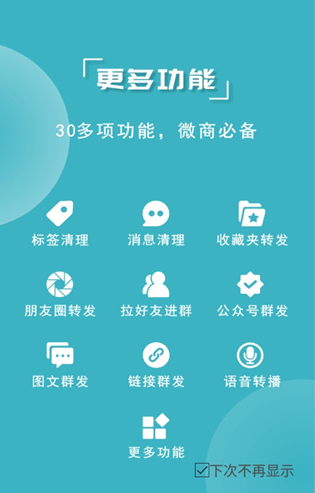 更多功能
30多项功能，微商必备
标签清理 消息清理 收藏夹转发
朋友圈转发 拉好友进群 公众号群发
图文群发 链接群发 语音转播
更多功能
下次不再显示